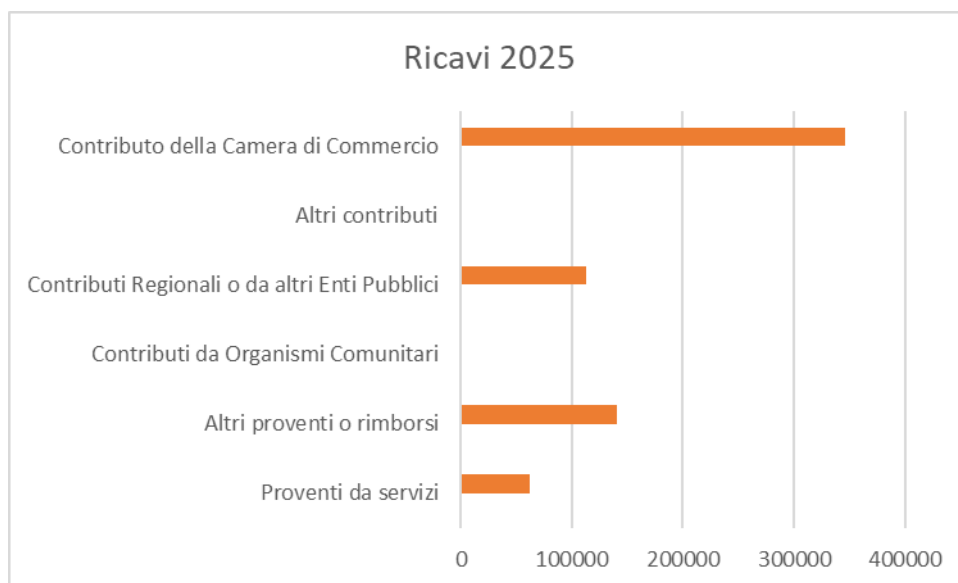 Ricavi 2025
Contributo della Camera di Commercio
Altri contributi
Contributi Regionali o da altri Enti Pubblici
Contributi da Organismi Comunitari
Altri proventi o rimborsi
Proventi da servizi
0 100000 200000 300000 400000